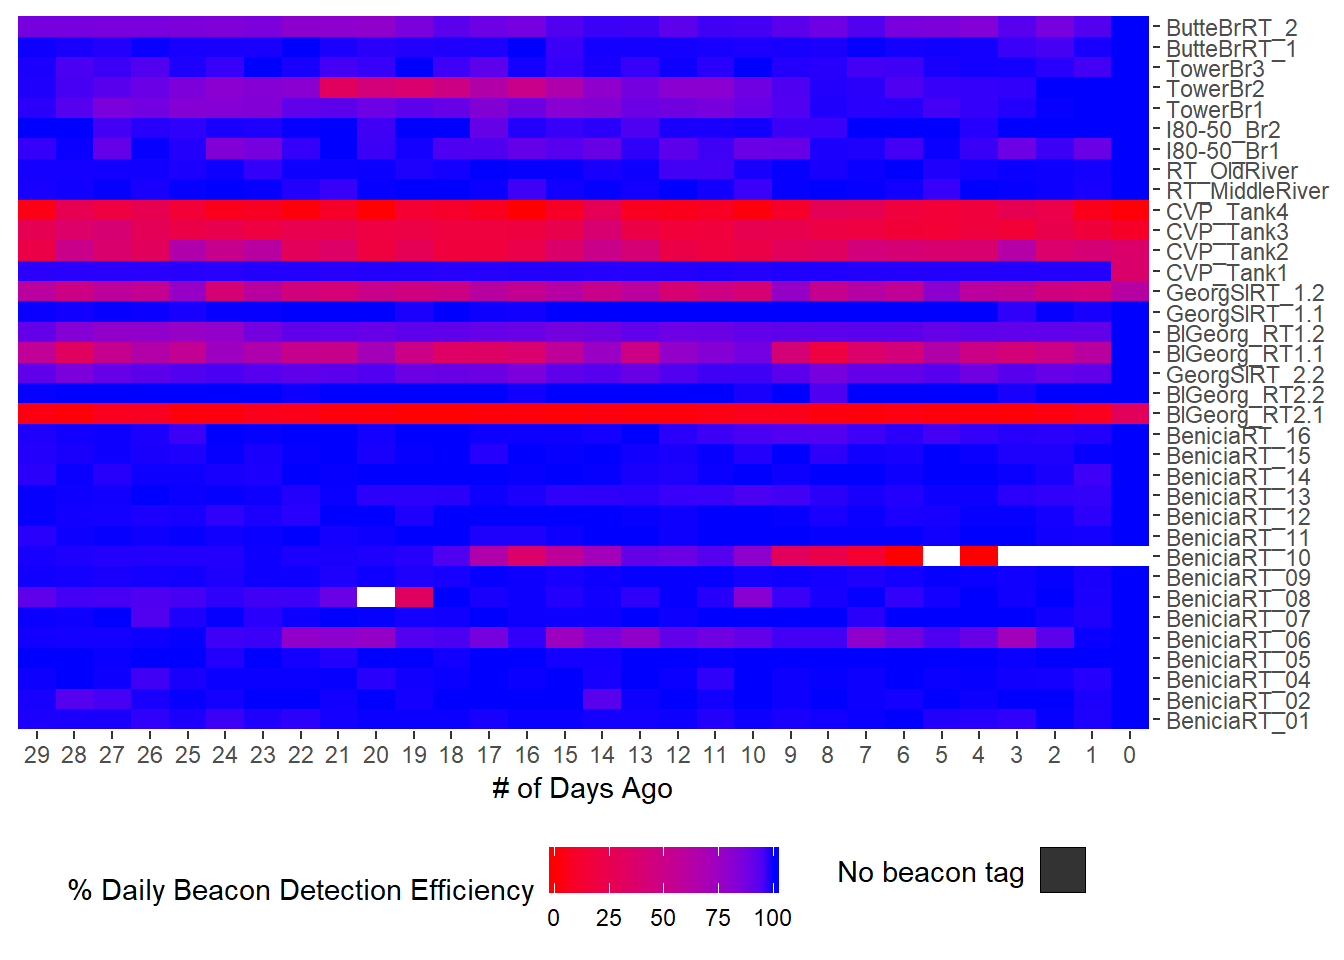 ButteBrRT_2
ButteBrRT_1
TowerBr3
TowerBr2
TowerBr1
I80-50_Br2
I80-50_Br1
RT_OldRiver
RT_MiddleRiver
CVP_Tank4
CVP_Tank3
CVP_Tank2
CVP_Tank1
GeorgSlRT_1.2
GeorgSlRT_1.1
BlGeorg_RT1.2
BlGeorg_RT1.1
GeorgSlRT_2.2
BlGeorg_RT2.2
BlGeorg_RT2.1
BeniciaRT_16
BeniciaRT_15
BeniciaRT_14
BeniciaRT_13
BeniciaRT_12
BeniciaRT_11
BeniciaRT_10
BeniciaRT_09
BeniciaRT_08
BeniciaRT_07
BeniciaRT_06
BeniciaRT_05
BeniciaRT_04
BeniciaRT_02
BeniciaRT_01
29 28 27 26 25 24 23 22 21 20 19 18 17 16 15 14 13 12 11 10 9 8 7 6 5 4 3 2 1 0
# of Days Ago
% Daily Beacon Detection Efficiency
0 25 50 75 100
No beacon tag